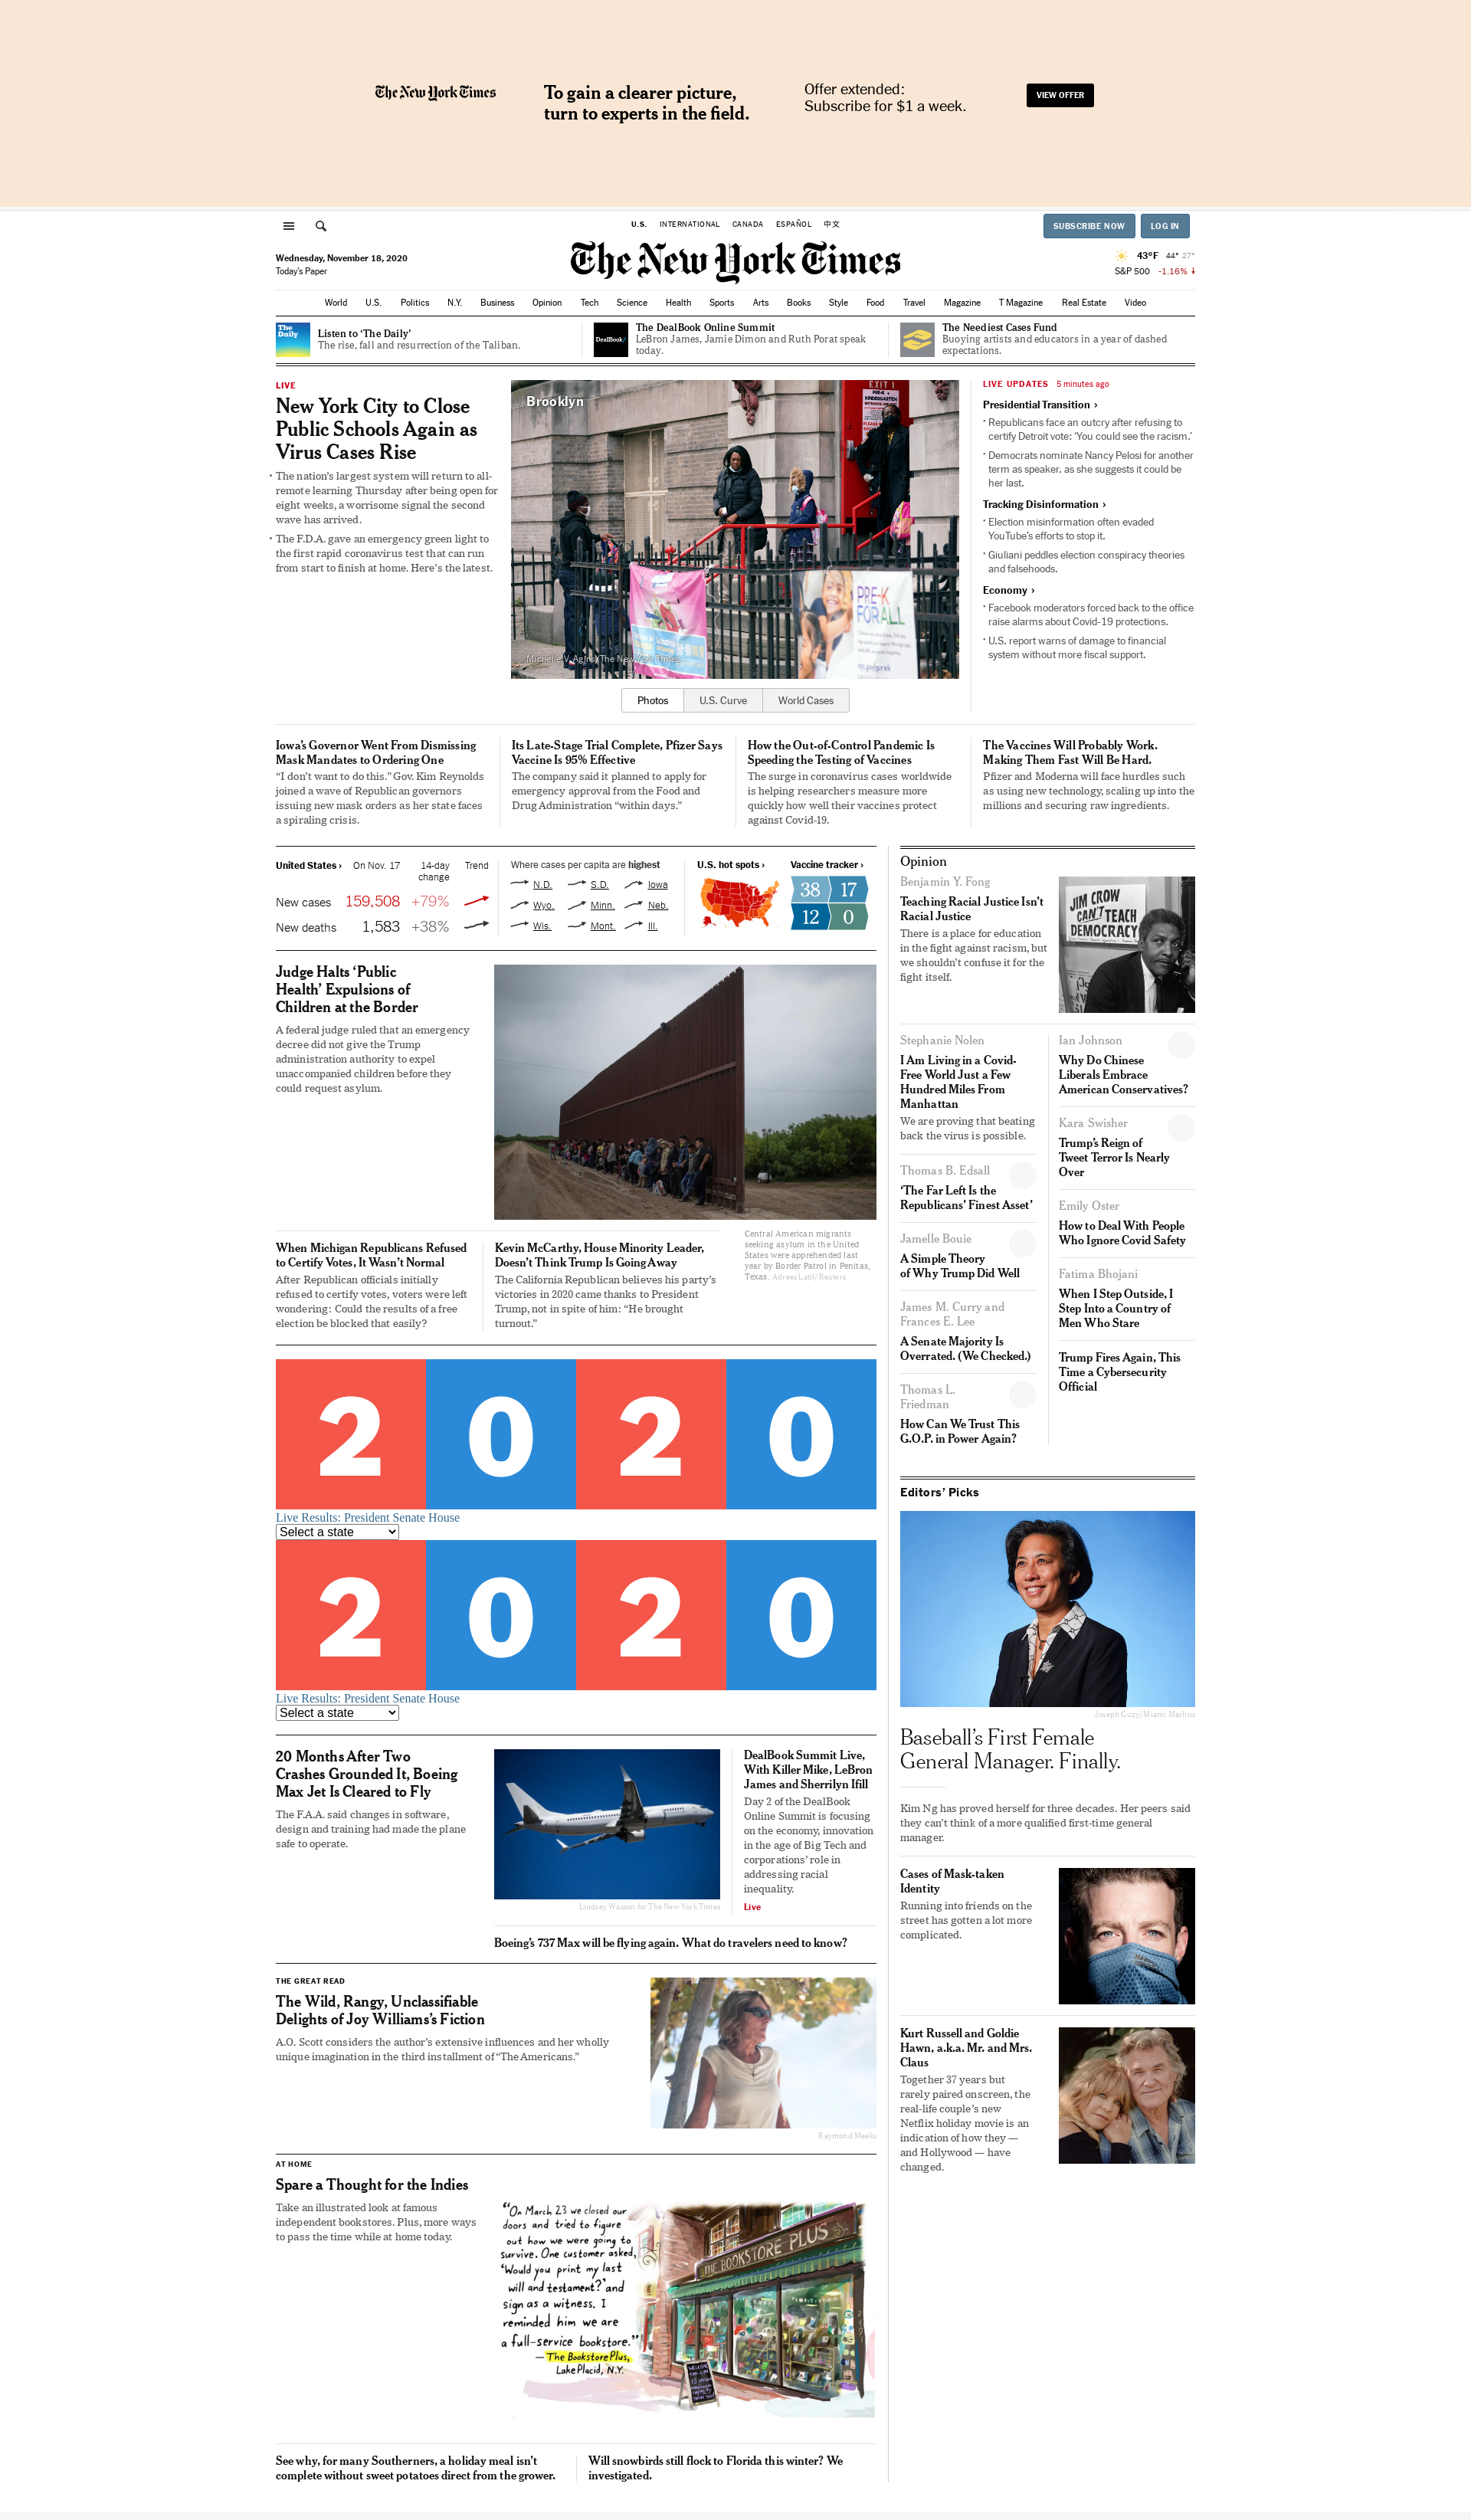 The New York Times
To gain a clearer picture,
turn to experts in the field.
Offer extended:
Subscribe for $1 a week.
VIEW OFFER
U.S.
INTERNATIONAL
CANADA
ESPAÑOL
中文
SUBSCRIBE NOW
LOG IN
Wednesday, November 18, 2020
Today's Paper
The New York Times
43°F 44° 27°
S&P 500 -1.16%
World U.S. Politics N.Y. Business Opinion Tech Science Health Sports Arts Books Style Food Travel Magazine T Magazine Real Estate Video
The
Daily
Listen to ‘The Daily’
The rise, fall and resurrection of the Taliban.
DealBook/
The DealBook Online Summit
LeBron James, Jamie Dimon and Ruth Porat speak
today.
The Neediest Cases Fund
Buoying artists and educators in a year of dashed
expectations.
LIVE
New York City to Close
Public Schools Again as
Virus Cases Rise
• The nation’s largest system will return to all-
remote learning Thursday after being open for
eight weeks, a worrisome signal the second
wave has arrived.
• The F.D.A. gave an emergency green light to
the first rapid coronavirus test that can run
from start to finish at home. Here’s the latest.
Brooklyn
EXIT 1
PRE-K
FOR ALL
Michelle V. Agins/The New York Times
Photos
U.S. Curve
World Cases
LIVE UPDATES 5 minutes ago
Presidential Transition ›
• Republicans face an outcry after refusing to
certify Detroit vote: ‘You could see the racism.’
• Democrats nominate Nancy Pelosi for another
term as speaker, as she suggests it could be
her last.
Tracking Disinformation ›
• Election misinformation often evaded
YouTube’s efforts to stop it.
• Giuliani peddles election conspiracy theories
and falsehoods.
Economy ›
• Facebook moderators forced back to the office
raise alarms about Covid-19 protections.
• U.S. report warns of damage to financial
system without more fiscal support.
Iowa’s Governor Went From Dismissing
Mask Mandates to Ordering One
“I don’t want to do this.” Gov. Kim Reynolds
joined a wave of Republican governors
issuing new mask orders as her state faces
a spiraling crisis.
Its Late-Stage Trial Complete, Pfizer Says
Vaccine Is 95% Effective
The company said it planned to apply for
emergency approval from the Food and
Drug Administration “within days.”
How the Out-of-Control Pandemic Is
Speeding the Testing of Vaccines
The surge in coronavirus cases worldwide
is helping researchers measure more
quickly how well their vaccines protect
against Covid-19.
The Vaccines Will Probably Work.
Making Them Fast Will Be Hard.
Pfizer and Moderna will face hurdles such
as using new technology, scaling up into the
millions and securing raw ingredients.
United States › On Nov. 17 14-day
change Trend
New cases 159,508 +79%
New deaths 1,583 +38%
Where cases per capita are highest
N.D. S.D. Iowa
Wyo. Minn. Neb.
Wis. Mont. Ill.
U.S. hot spots ›
Vaccine tracker ›
38 17
12 0
Judge Halts ‘Public
Health’ Expulsions of
Children at the Border
A federal judge ruled that an emergency
decree did not give the Trump
administration authority to expel
unaccompanied children before they
could request asylum.
Central American migrants
seeking asylum in the United
States were apprehended last
year by Border Patrol in Penitas,
Texas. Adrees Latif/Reuters
When Michigan Republicans Refused
to Certify Votes, It Wasn’t Normal
After Republican officials initially
refused to certify votes, voters were left
wondering: Could the results of a free
election be blocked that easily?
Kevin McCarthy, House Minority Leader,
Doesn’t Think Trump Is Going Away
The California Republican believes his party’s
victories in 2020 came thanks to President
Trump, not in spite of him: “He brought
turnout.”
2020
Live Results: President Senate House
Select a state
2020
Live Results: President Senate House
Select a state
20 Months After Two
Crashes Grounded It, Boeing
Max Jet Is Cleared to Fly
The F.A.A. said changes in software,
design and training had made the plane
safe to operate.
Lindsey Wasson for The New York Times
DealBook Summit Live,
With Killer Mike, LeBron
James and Sherrilyn Ifill
Day 2 of the DealBook
Online Summit is focusing
on the economy, innovation
in the age of Big Tech and
corporations’ role in
addressing racial
inequality.
Live
Boeing’s 737 Max will be flying again. What do travelers need to know?
THE GREAT READ
The Wild, Rangy, Unclassifiable
Delights of Joy Williams’s Fiction
A.O. Scott considers the author’s extensive influences and her wholly
unique imagination in the third installment of “The Americans.”
Raymond Meeks
AT HOME
Spare a Thought for the Indies
Take an illustrated look at famous
independent bookstores. Plus, more ways
to pass the time while at home today.
“On March 23 we closed our
doors and tried to figure
out how we were going to
survive. One customer asked,
‘Would you print my last
will and testament?’ and
sign as a witness. I
reminded him we are
a full-service bookstore.”
— The Bookstore Plus,
Lake Placid, N.Y.
THE BOOKSTORE PLUS
See why, for many Southerners, a holiday meal isn’t
complete without sweet potatoes direct from the grower.
Will snowbirds still flock to Florida this winter? We
investigated.
Opinion
Benjamin Y. Fong
Teaching Racial Justice Isn’t
Racial Justice
There is a place for education
in the fight against racism, but
we shouldn’t confuse it for the
fight itself.
JIM CROW
CAN'T TEACH
DEMOCRACY
Stephanie Nolen
I Am Living in a Covid-
Free World Just a Few
Hundred Miles From
Manhattan
We are proving that beating
back the virus is possible.
Thomas B. Edsall
‘The Far Left Is the
Republicans’ Finest Asset’
Jamelle Bouie
A Simple Theory
of Why Trump Did Well
James M. Curry and
Frances E. Lee
A Senate Majority Is
Overrated. (We Checked.)
Thomas L.
Friedman
How Can We Trust This
G.O.P. in Power Again?
Ian Johnson
Why Do Chinese
Liberals Embrace
American Conservatives?
Kara Swisher
Trump’s Reign of
Tweet Terror Is Nearly
Over
Emily Oster
How to Deal With People
Who Ignore Covid Safety
Fatima Bhojani
When I Step Outside, I
Step Into a Country of
Men Who Stare
Trump Fires Again, This
Time a Cybersecurity
Official
Editors’ Picks
Joseph Guzy/Miami Marlins
Baseball’s First Female
General Manager. Finally.
Kim Ng has proved herself for three decades. Her peers said
they can’t think of a more qualified first-time general
manager.
Cases of Mask-taken
Identity
Running into friends on the
street has gotten a lot more
complicated.
Kurt Russell and Goldie
Hawn, a.k.a. Mr. and Mrs.
Claus
Together 37 years but
rarely paired onscreen, the
real-life couple’s new
Netflix holiday movie is an
indication of how they —
and Hollywood — have
changed.